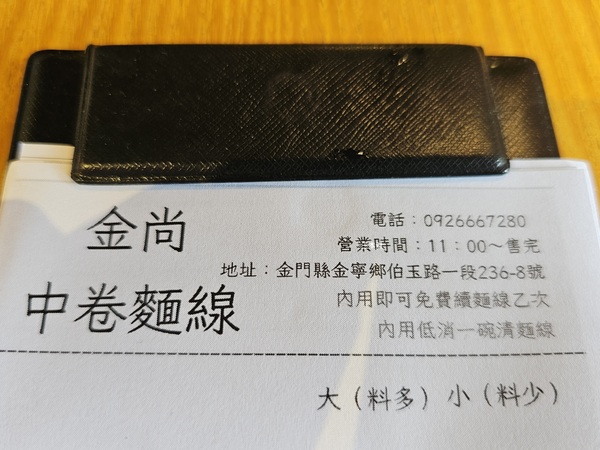 金尚
中卷麵線
電話：0926667280
營業時間：11：00～售完
地址：金門縣金寧鄉伯玉路一段236-8號
內用即可免費續麵線乙次
內用低消一碗清麵線
大（料多）小（料少）